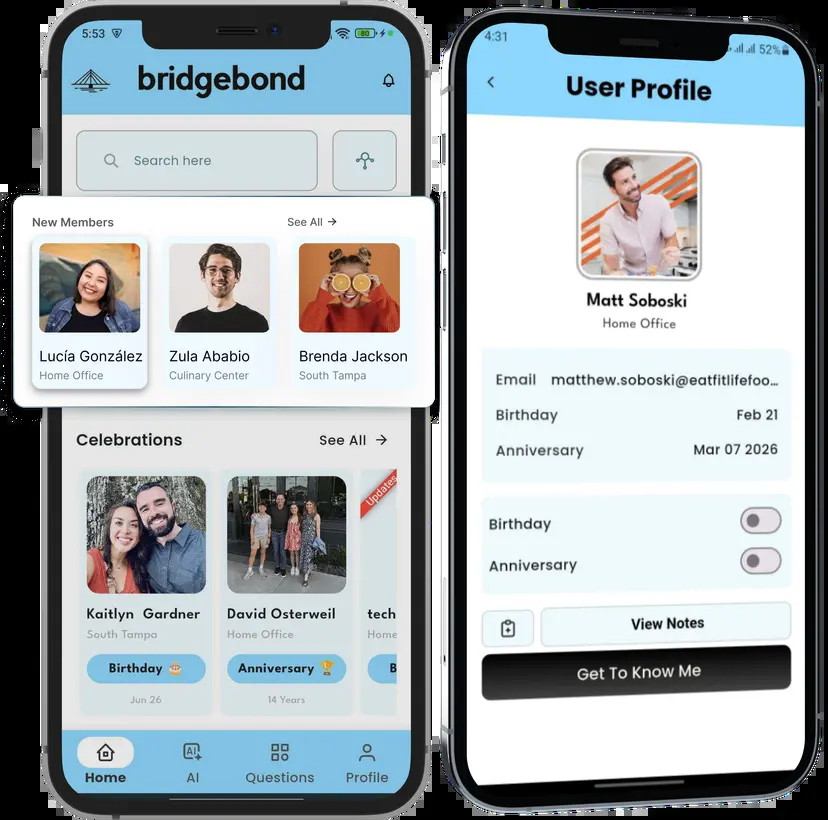 5:53
80
bridgebond
Search here
New Members
See All →
Lucía González
Home Office
Zula Ababio
Culinary Center
Brenda Jackson
South Tampa
Celebrations
See All →
Updates
Kaitlyn Gardner
South Tampa
Birthday
Jun 26
David Osterweil
Home Office
Anniversary
14 Years
tech
Home
B
Home
AI
AI
Questions
Profile
4:31
52%
User Profile
Matt Soboski
Home Office
Email matthew.soboski@eatfitlifefoo...
Birthday Feb 21
Anniversary Mar 07 2026
Birthday
Anniversary
View Notes
Get To Know Me